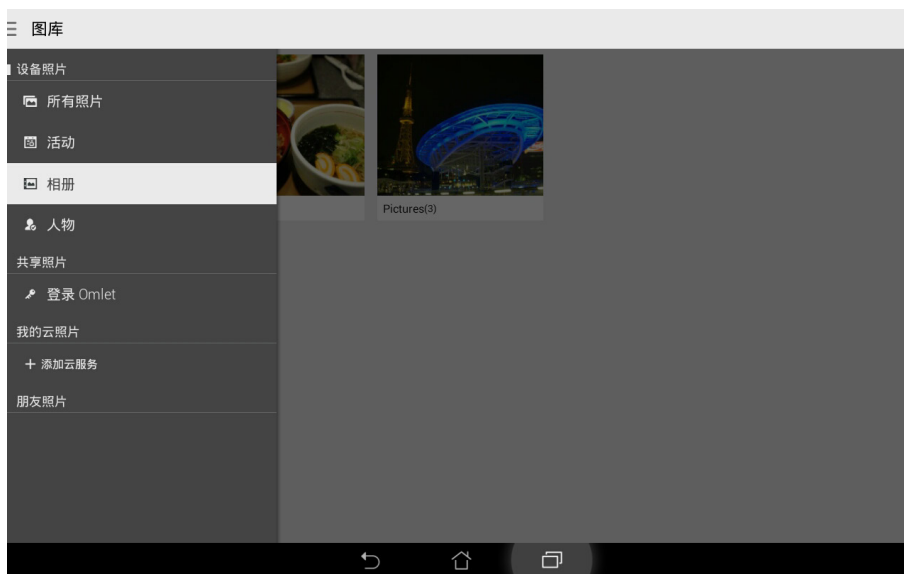 图库
设备照片
所有照片
活动
相册
人物
共享照片
登录 Omlet
我的云照片
添加云服务
朋友照片
Pictures(3)